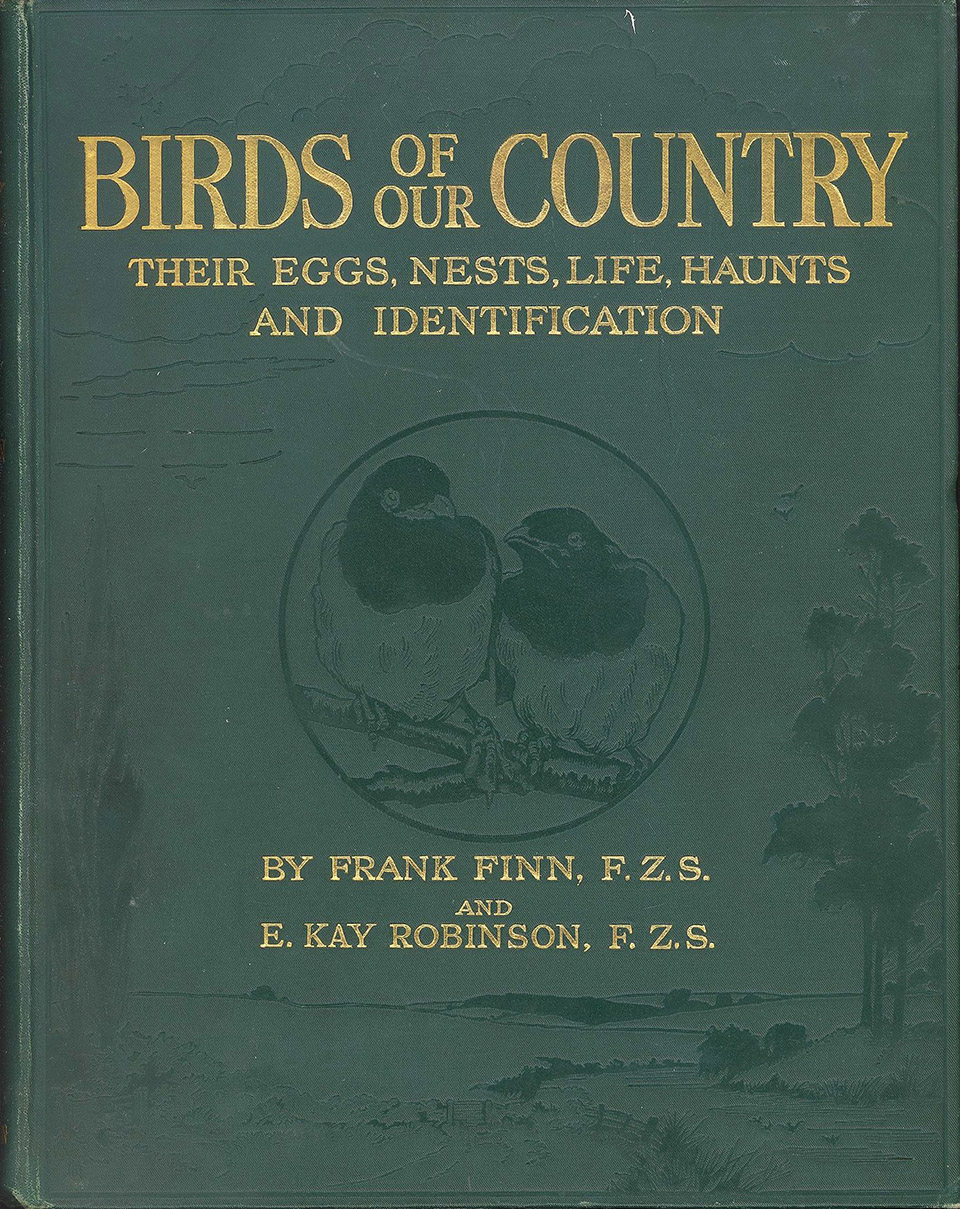 BIRDS OF OUR COUNTRY
THEIR EGGS, NESTS, LIFE, HAUNTS
AND IDENTIFICATION
BY FRANK FINN, F.Z.S.
AND
E. KAY ROBINSON, F.Z.S.